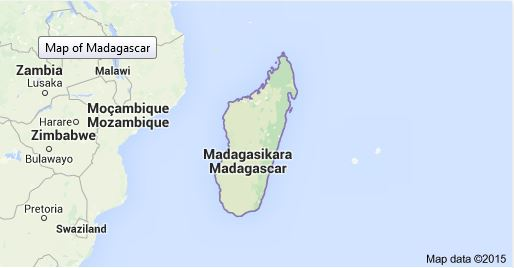 Map of Madagascar
Zambia
Malawi
Lusaka
Moçambique
Mozambique
Harare
Zimbabwe
Bulawayo
Madagasikara
Madagascar
Pretoria
Swaziland
Map data ©2015